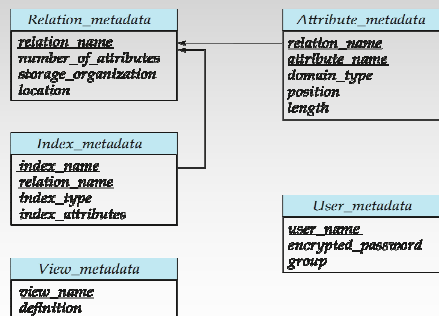 Relation_metadata
relation_name
number_of_attributes
storage_organization
location
Attribute_metadata
relation_name
attribute_name
domain_type
position
length
Index_metadata
index_name
relation_name
index_type
index_attributes
User_metadata
user_name
encrypted_password
group
View_metadata
view_name
definition